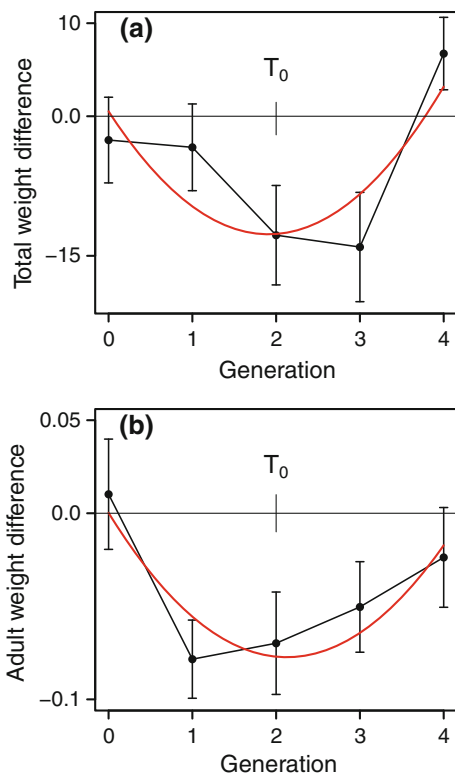 (a)
10
T0
0.0
−15
Total weight difference
0 1 2 3 4
Generation
(b)
0.05
T0
0.0
−0.1
Adult weight difference
0 1 2 3 4
Generation